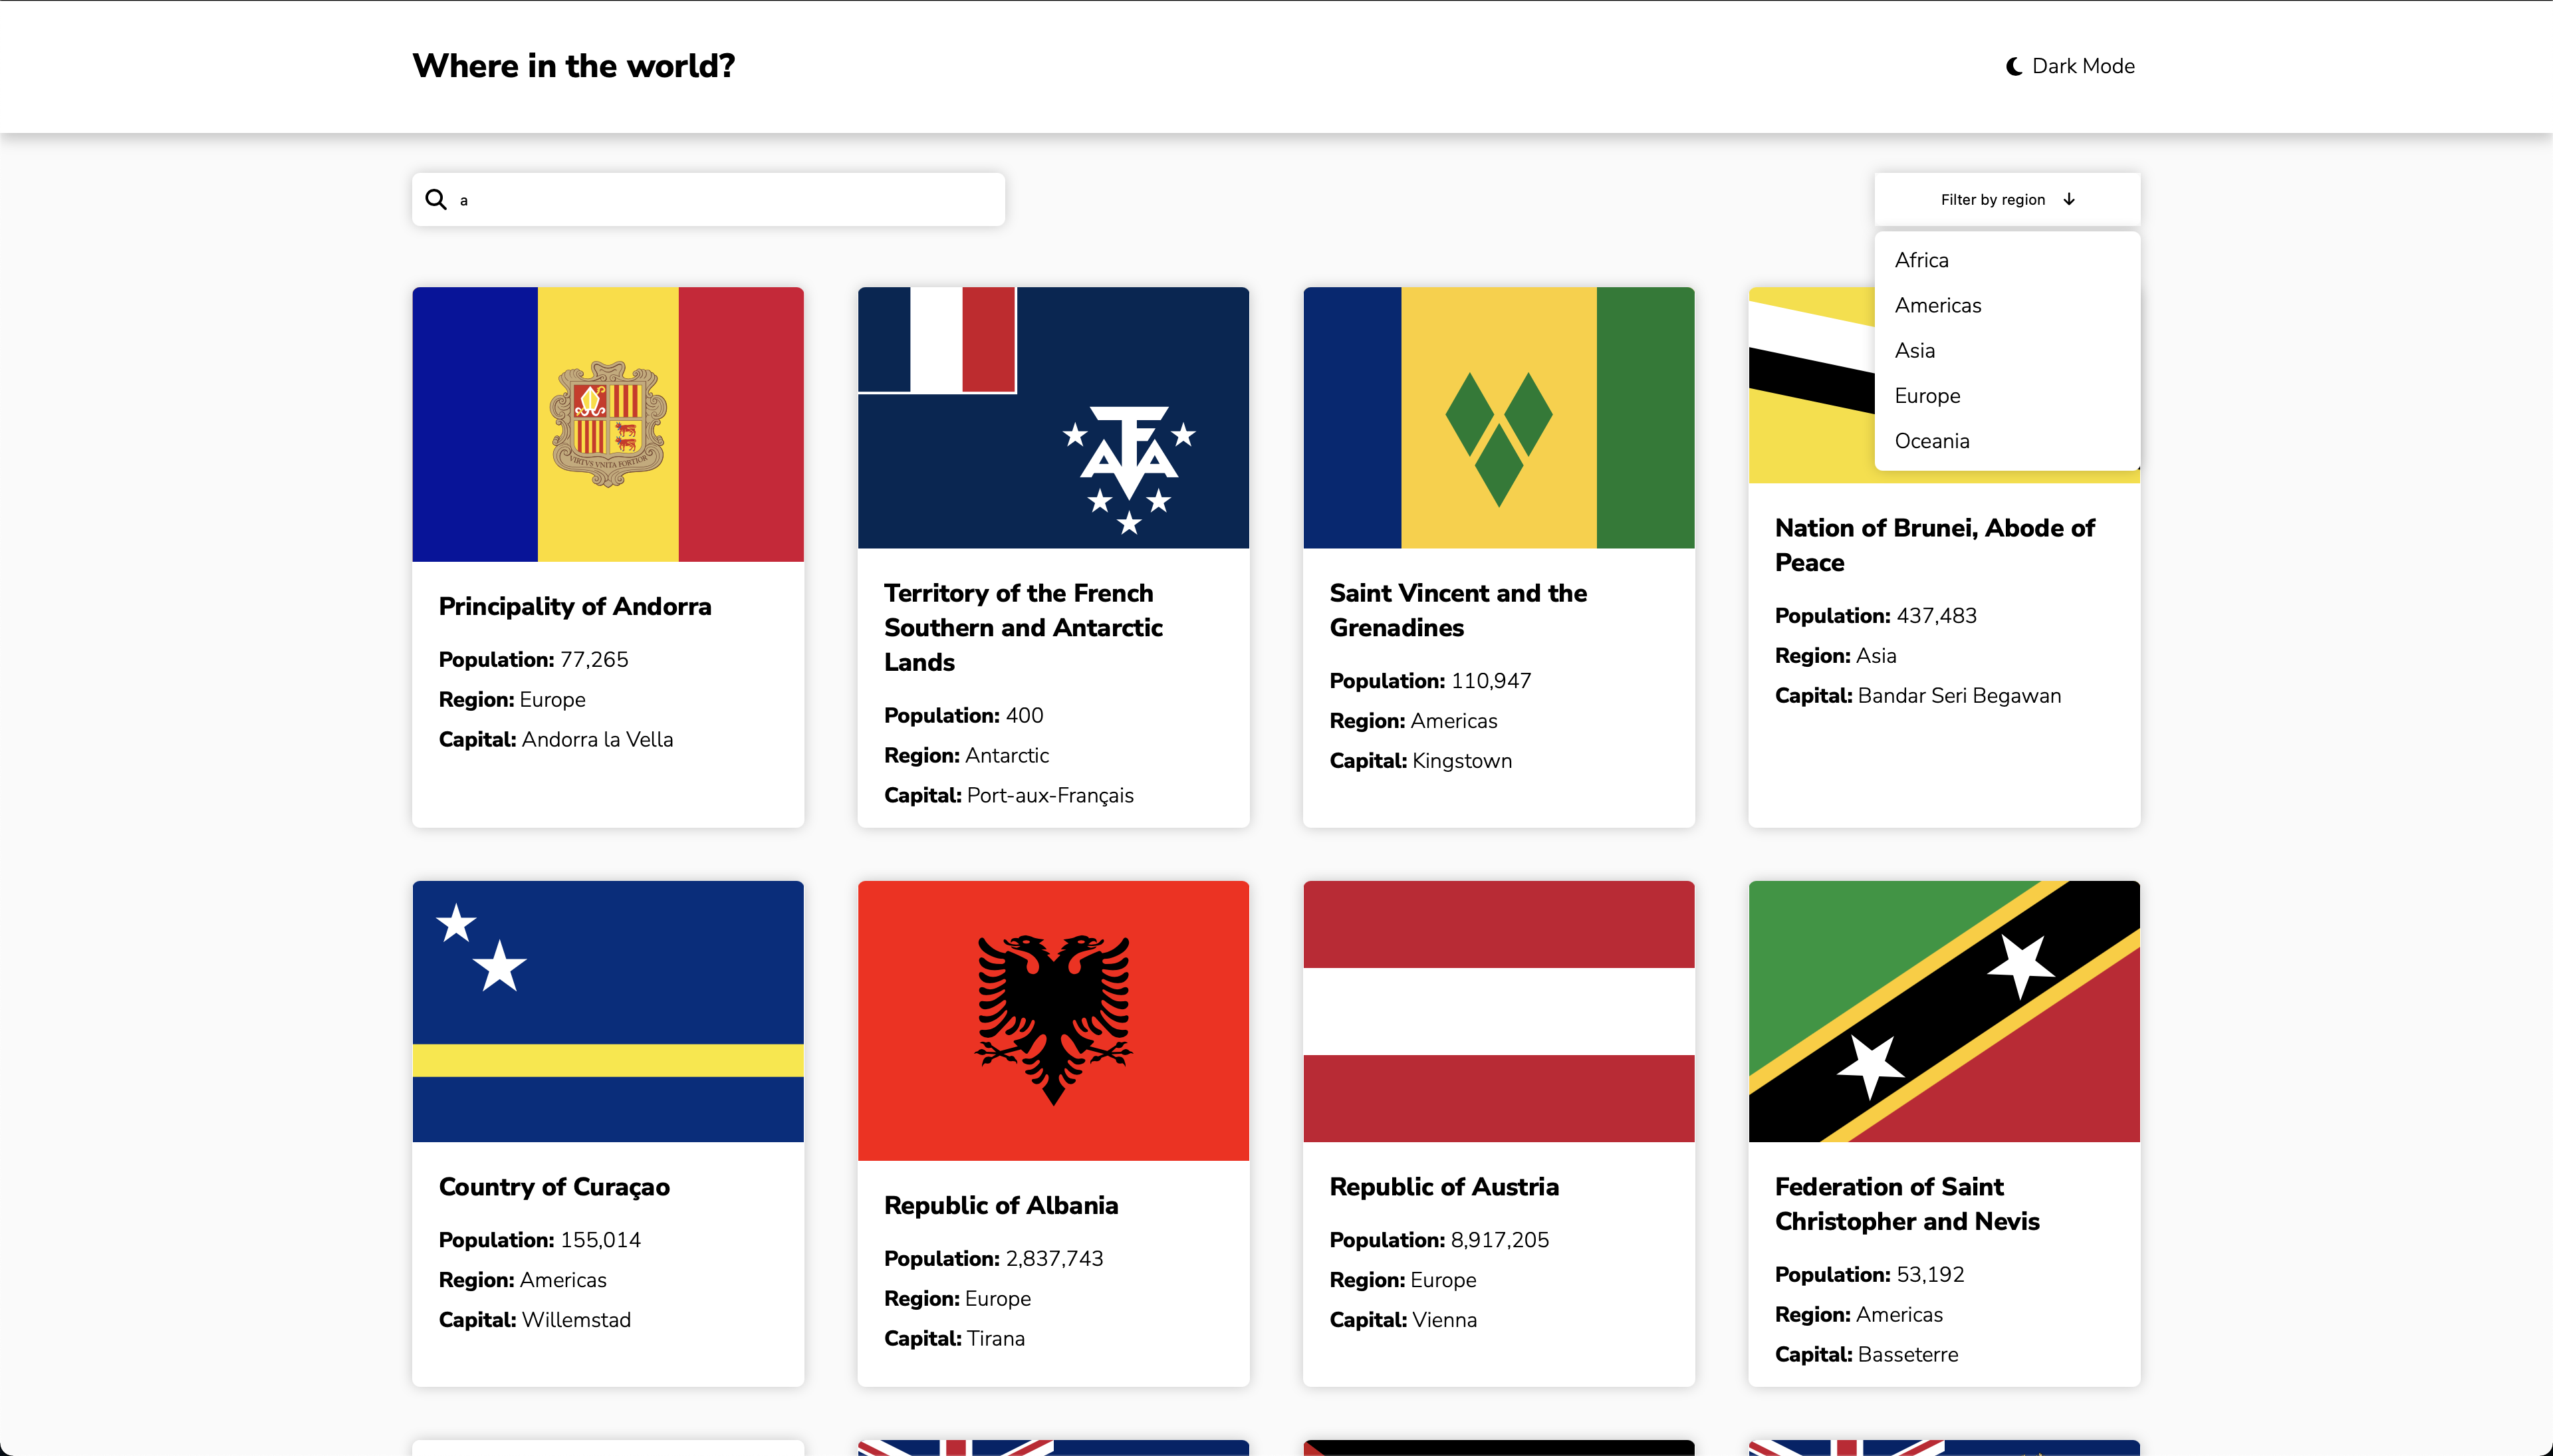 Where in the world?
Dark Mode
a
Filter by region
Africa
Americas
Asia
Europe
Oceania
VIRTVS VNITA FORTIOR
Principality of Andorra
Population: 77,265
Region: Europe
Capital: Andorra la Vella
Territory of the French
Southern and Antarctic
Lands
Population: 400
Region: Antarctic
Capital: Port-aux-Français
Saint Vincent and the
Grenadines
Population: 110,947
Region: Americas
Capital: Kingstown
Nation of Brunei, Abode of
Peace
Population: 437,483
Region: Asia
Capital: Bandar Seri Begawan
Country of Curaçao
Population: 155,014
Region: Americas
Capital: Willemstad
Republic of Albania
Population: 2,837,743
Region: Europe
Capital: Tirana
Republic of Austria
Population: 8,917,205
Region: Europe
Capital: Vienna
Federation of Saint
Christopher and Nevis
Population: 53,192
Region: Americas
Capital: Basseterre